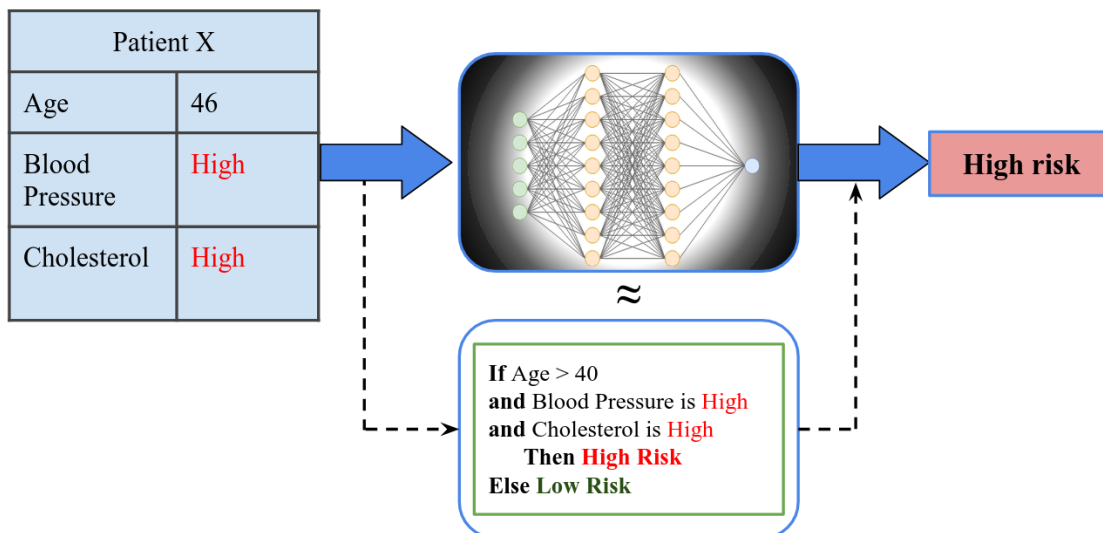 Patient X
Age 46
Blood
Pressure High
Cholesterol High
High risk
≈
If Age > 40
and Blood Pressure is High
and Cholesterol is High
Then High Risk
Else Low Risk